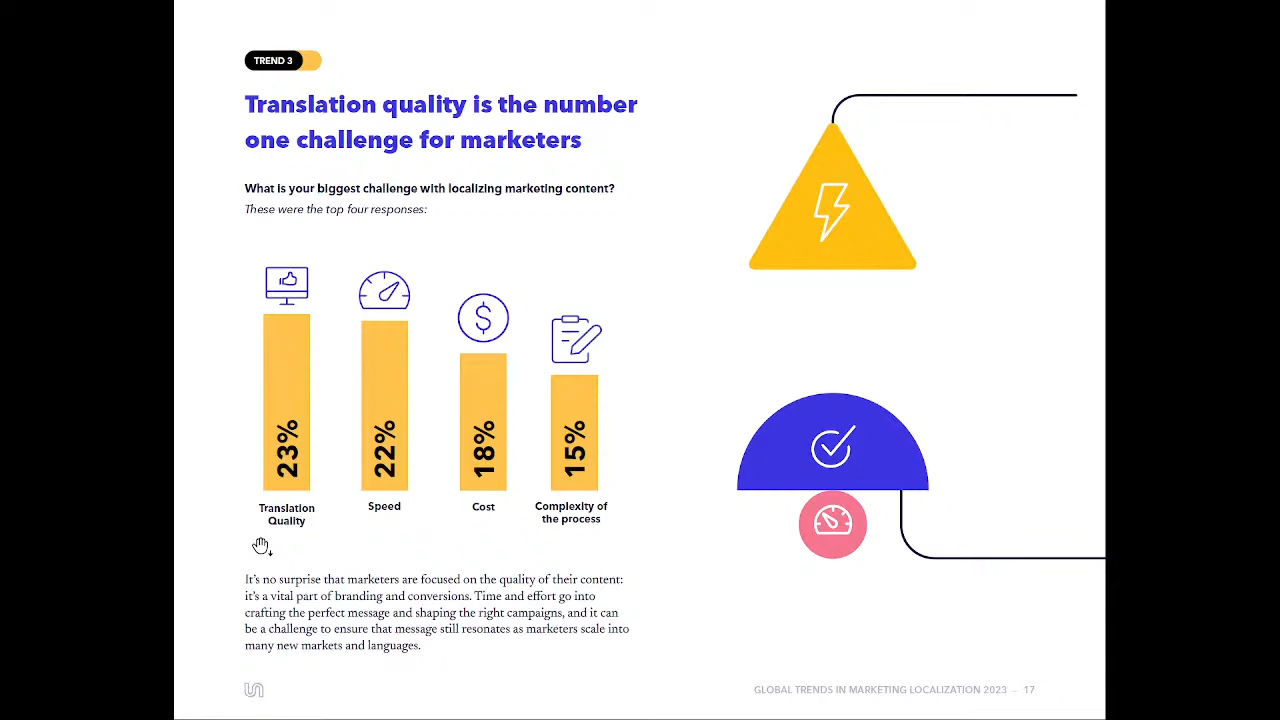 TREND 3
Translation quality is the number
one challenge for marketers
What is your biggest challenge with localizing marketing content?
These were the top four responses:
23%
22%
18%
15%
Translation
Quality
Speed
Cost
Complexity of
the process
It's no surprise that marketers are focused on the quality of their content:
it's a vital part of branding and conversions. Time and effort go into
crafting the perfect message and shaping the right campaigns, and it can
be a challenge to ensure that message still resonates as marketers scale into
many new markets and languages.
GLOBAL TRENDS IN MARKETING LOCALIZATION 2023 – 17